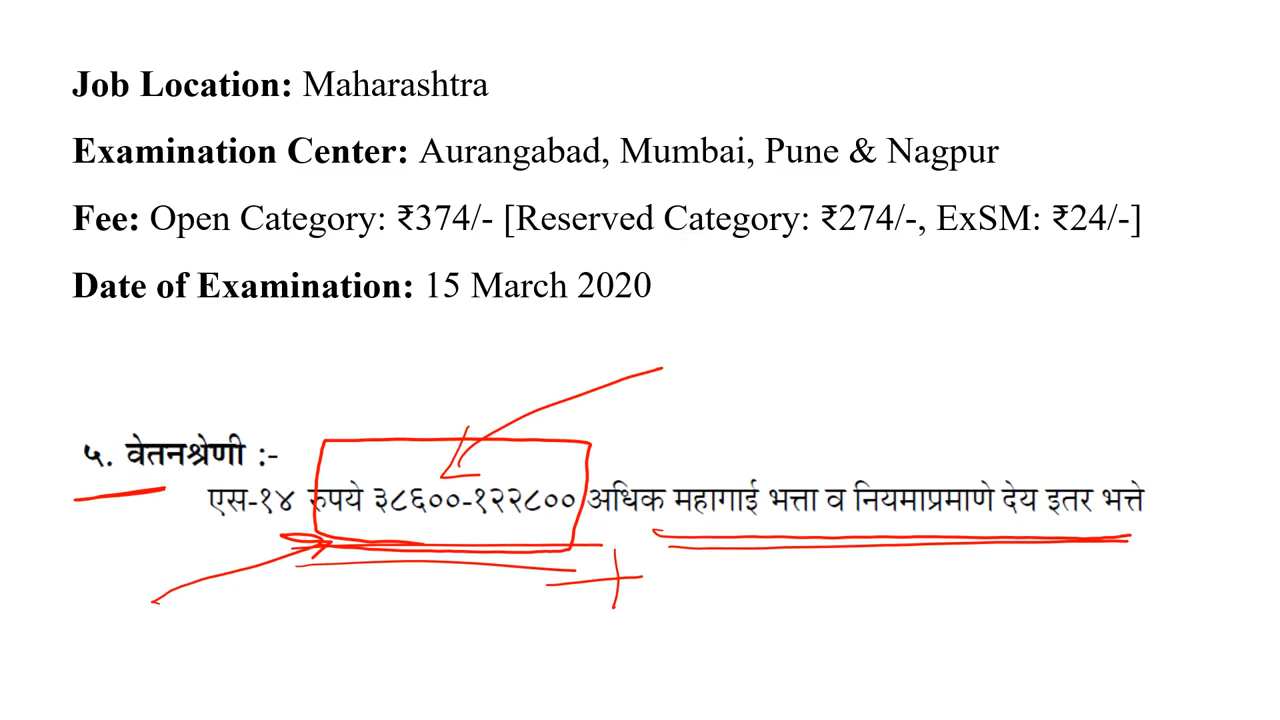 Job Location: Maharashtra
Examination Center: Aurangabad, Mumbai, Pune & Nagpur
Fee: Open Category: ₹374/- [Reserved Category: ₹274/-, ExSM: ₹24/-]
Date of Examination: 15 March 2020
५. वेतनश्रेणी :-
एस-१४ रुपये ३८६००-१२२८०० अधिक महागाई भत्ता व नियमाप्रमाणे देय इतर भत्ते